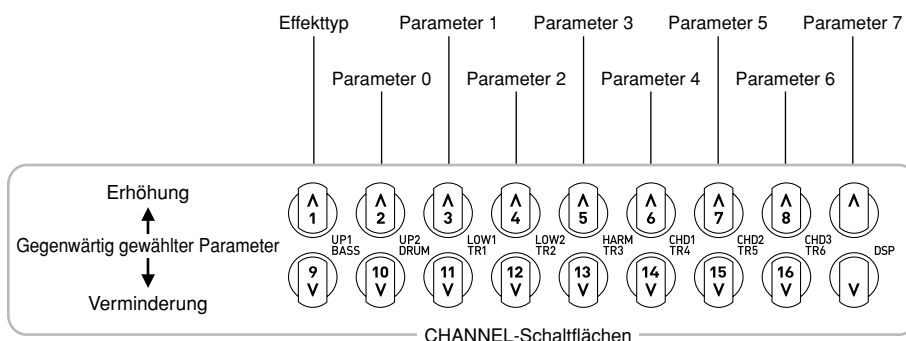 Effekttyp Parameter 1 Parameter 3 Parameter 5 Parameter 7
Parameter 0 Parameter 2 Parameter 4 Parameter 6
Erhöhung
1 2 3 4 5 6 7 8
Gegenwärtig gewählter Parameter
UP1 UP2 LOW1 LOW2 HARM CHD1 CHD2 CHD3
BASS DRUM TR1 TR2 TR3 TR4 TR5 TR6 DSP
9 10 11 12 13 14 15 16
Verminderung
CHANNEL-Schaltflächen